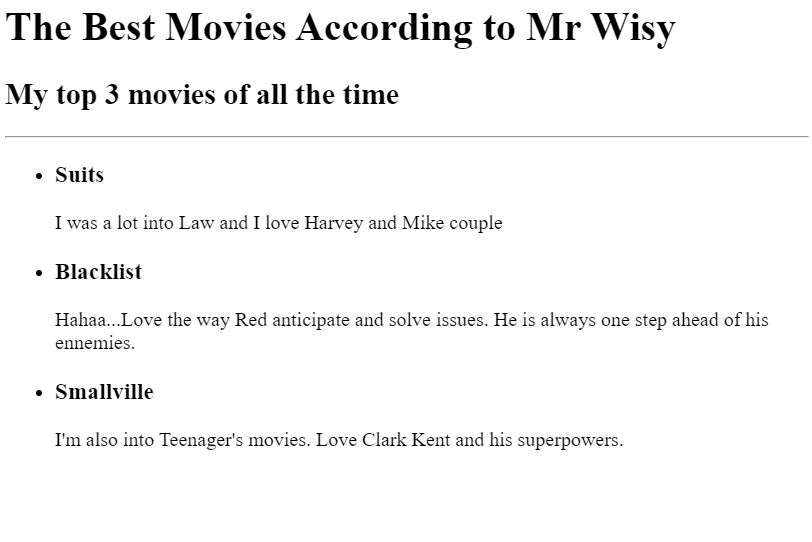 The Best Movies According to Mr Wisy
My top 3 movies of all the time
Suits
I was a lot into Law and I love Harvey and Mike couple
Blacklist
Hahaa...Love the way Red anticipate and solve issues. He is always one step ahead of his
ennemies.
Smallville
I'm also into Teenager's movies. Love Clark Kent and his superpowers.